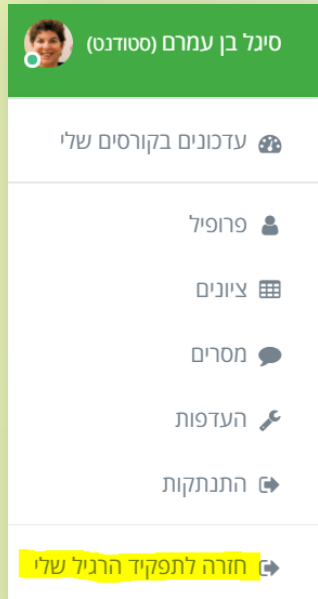 סיגל בן עמרם (סטודנט)
עדכונים בקורסים שלי
פרופיל
ציונים
מסרים
העדפות
התנתקות
חזרה לתפקיד הרגיל שלי